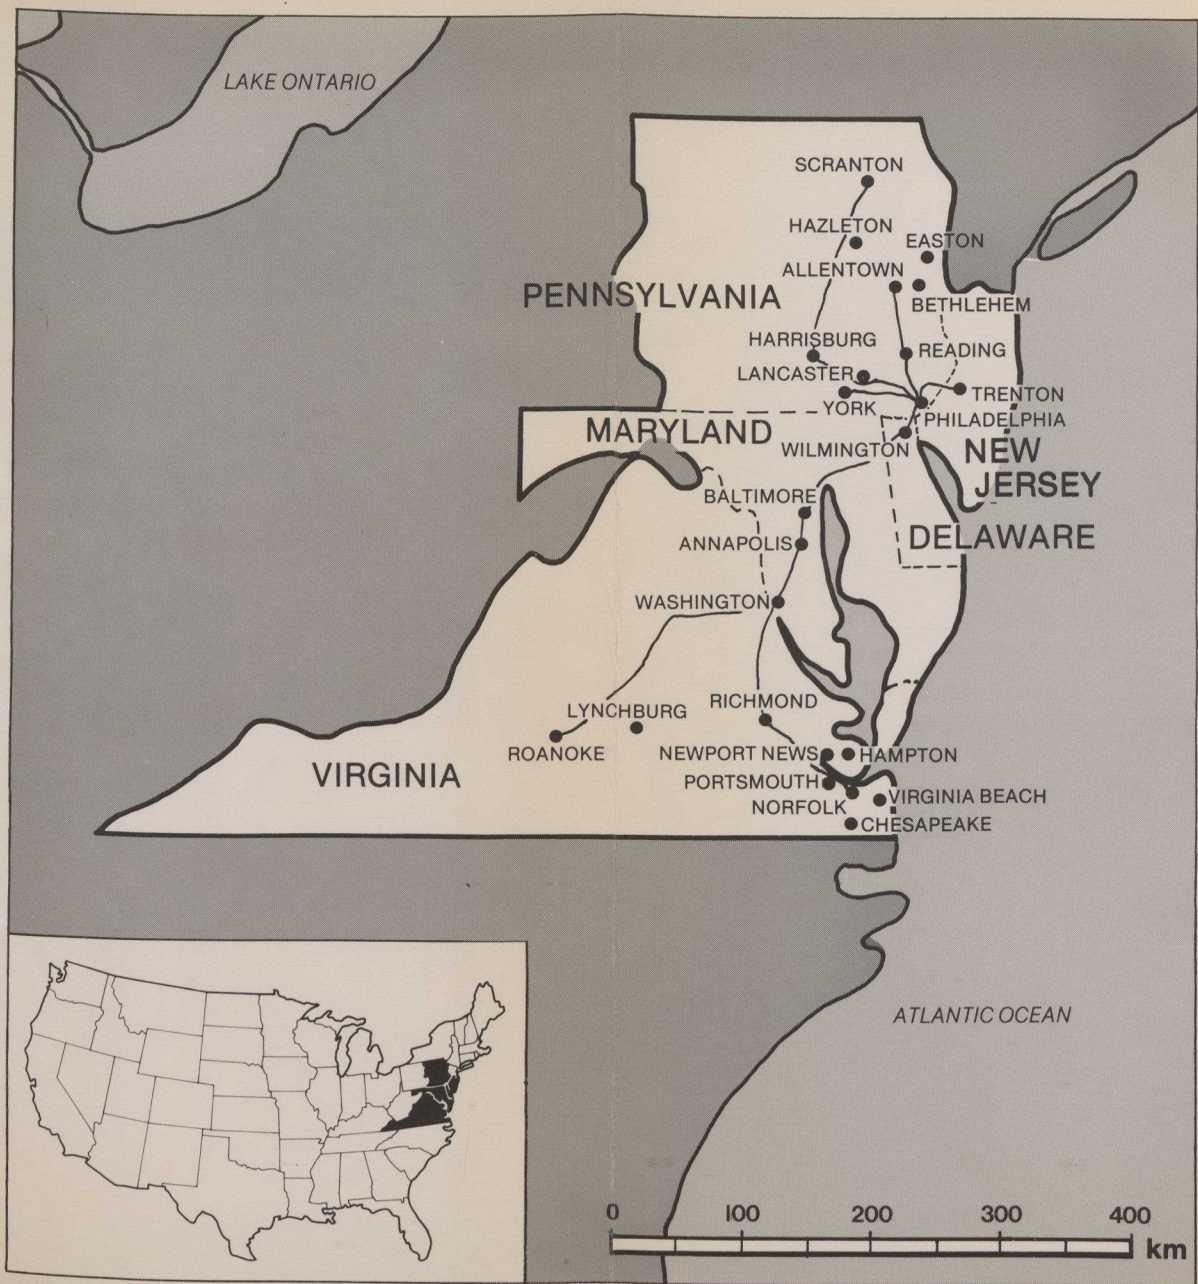 LAKE ONTARIO
SCRANTON
HAZLETON
EASTON
ALLENTOWN
PENNSYLVANIA
BETHLEHEM
HARRISBURG
READING
LANCASTER
TRENTON
YORK
PHILADELPHIA
MARYLAND
WILMINGTON
NEW
JERSEY
BALTIMORE
DELAWARE
ANNAPOLIS
WASHINGTON
RICHMOND
LYNCHBURG
ROANOKE
NEWPORT NEWS
HAMPTON
VIRGINIA
PORTSMOUTH
VIRGINIA BEACH
NORFOLK
CHESAPEAKE
ATLANTIC OCEAN
0 100 200 300 400
km